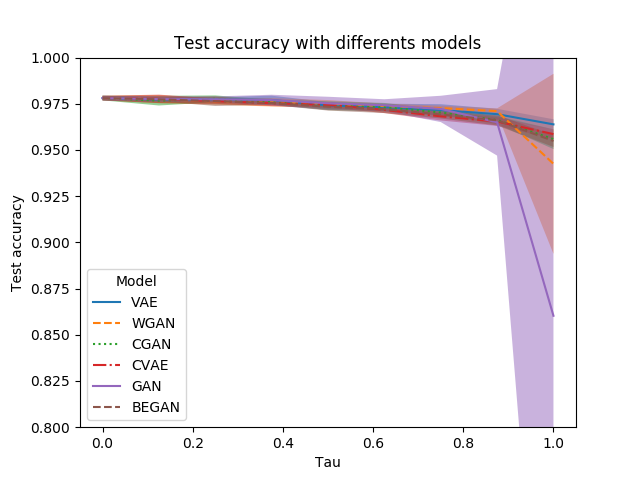 Test accuracy with differents models
1.000
0.975
0.950
0.925
0.900
0.875
0.850
0.825
0.800
Test accuracy
Model
VAE
WGAN
CGAN
CVAE
GAN
BEGAN
0.0 0.2 0.4 0.6 0.8 1.0
Tau